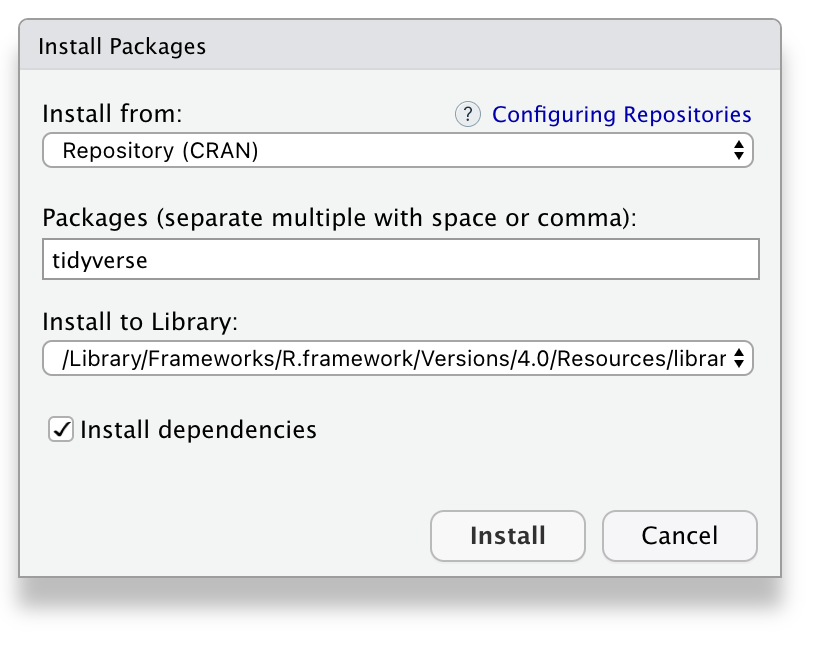 Install Packages
Install from:
? Configuring Repositories
Repository (CRAN)
Packages (separate multiple with space or comma):
tidyverse
Install to Library:
/Library/Frameworks/R.framework/Versions/4.0/Resources/librar
Install dependencies
Install
Cancel